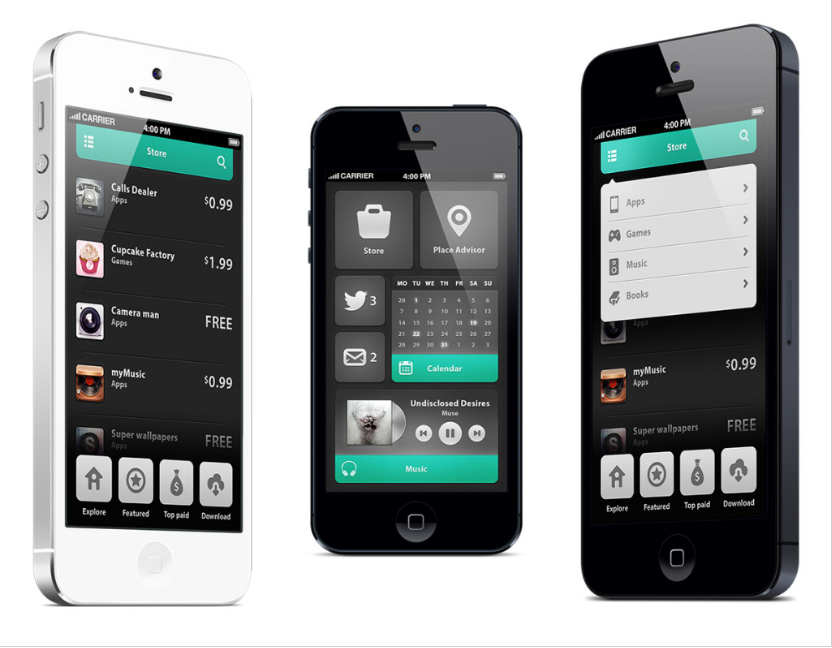 CARRIER
4:00 PM
Store
Calls Dealer
Apps
$0.99
Cupcake Factory
Games
$1.99
Camera man
Apps
FREE
myMusic
Apps
$0.99
Super wallpapers
Apps
FREE
Explore
Featured
Top paid
Download
CARRIER
4:00 PM
Store
Place Advisor
3
2
MO TU WE TH FR SA SU
28 1 2 3 4 5 6
7 8 9 10 11 12 13
14 15 16 17 18 19 20
21 22 23 24 25 26 27
28 29 30 31 1 2 3
Calendar
Undisclosed Desires
Muse
Music
CARRIER
4:00 PM
Store
Apps
Games
Music
Books
Apps
FREE
myMusic
Apps
$0.99
Super wallpapers
Apps
FREE
Explore
Featured
Top paid
Download